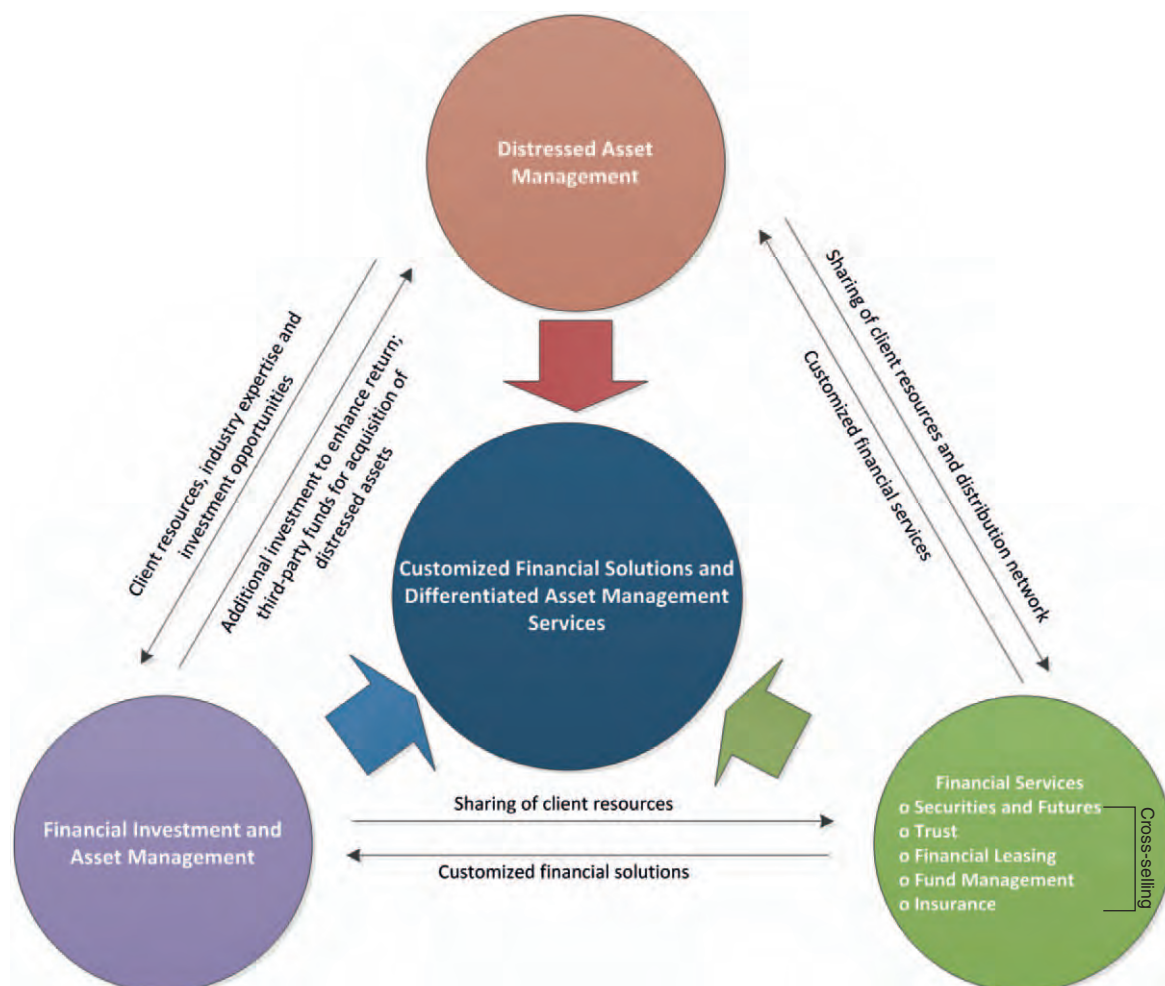 Distressed Asset
Management
Client resources, industry expertise and
investment opportunities
Additional investment to enhance return;
third-party funds for acquisition of
distressed assets
Sharing of client resources and distribution network
Customized financial services
Customized Financial Solutions and
Differentiated Asset Management
Services
Financial Investment and
Asset Management
Sharing of client resources
Customized financial solutions
Financial Services
o Securities and Futures
o Trust
o Financial Leasing
o Fund Management
o Insurance
Cross-selling